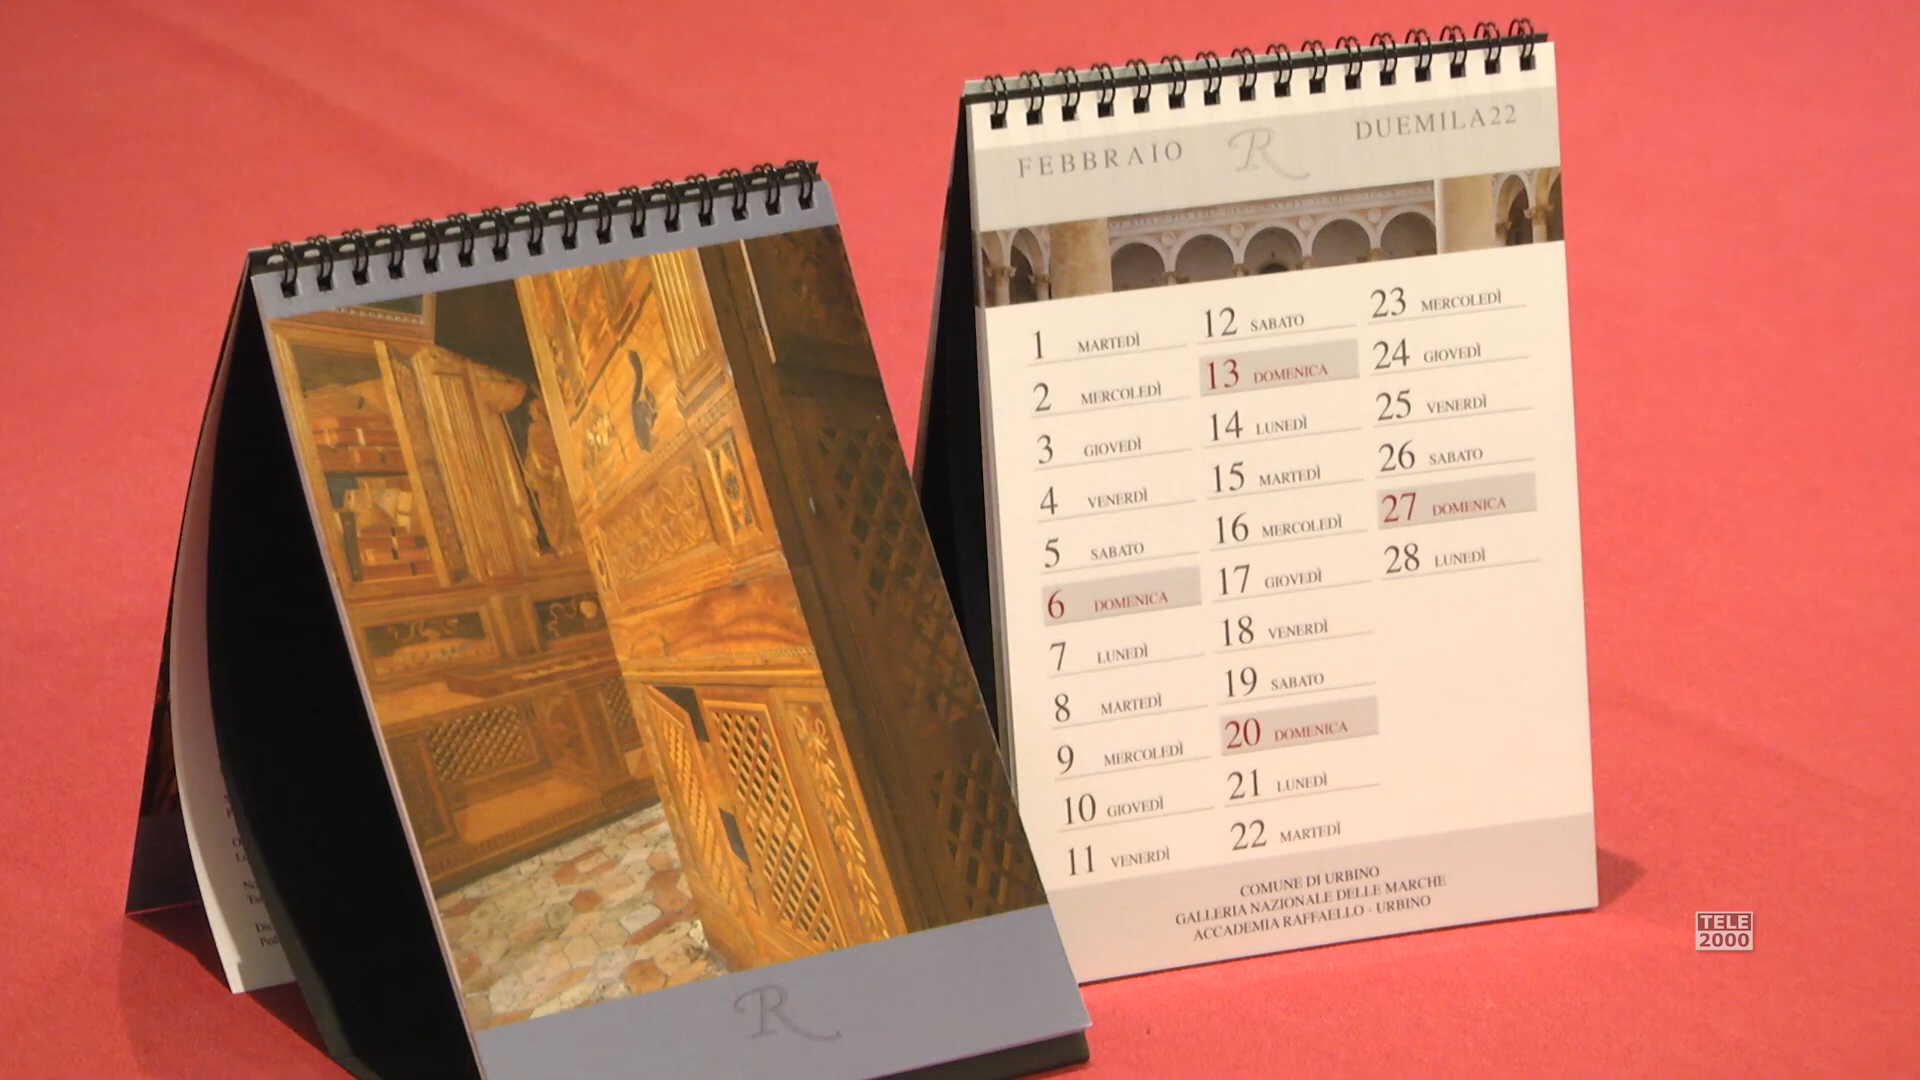 FEBBRAIO R DUEMILA22
1 MARTEDÌ
2 MERCOLEDÌ
3 GIOVEDÌ
4 VENERDÌ
5 SABATO
6 DOMENICA
7 LUNEDÌ
8 MARTEDÌ
9 MERCOLEDÌ
10 GIOVEDÌ
11 VENERDÌ
12 SABATO
13 DOMENICA
14 LUNEDÌ
15 MARTEDÌ
16 MERCOLEDÌ
17 GIOVEDÌ
18 VENERDÌ
19 SABATO
20 DOMENICA
21 LUNEDÌ
22 MARTEDÌ
23 MERCOLEDÌ
24 GIOVEDÌ
25 VENERDÌ
26 SABATO
27 DOMENICA
28 LUNEDÌ
COMUNE DI URBINO
GALLERIA NAZIONALE DELLE MARCHE
ACCADEMIA RAFFAELLO - URBINO
R
TELE
2000